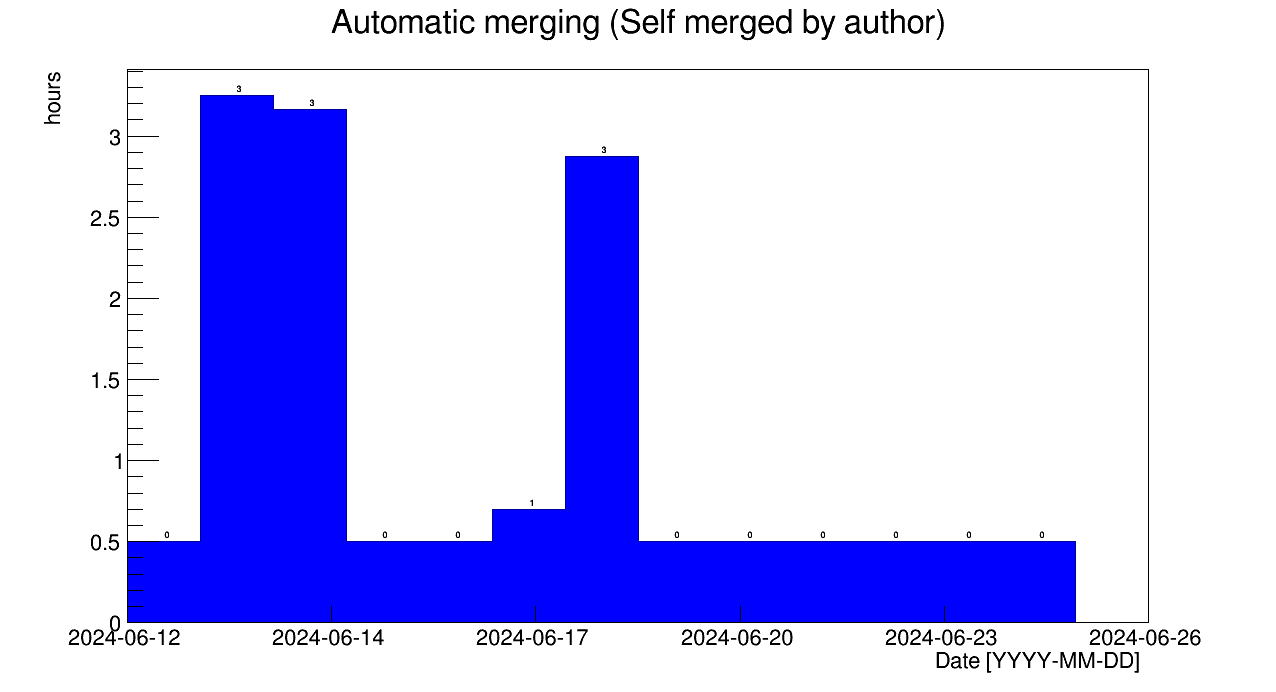 Automatic merging (Self merged by author)
hours
3
2.5
2
1.5
1
0.5
0
0 3 3 0 0 1 3 0 0 0 0 0 0
2024-06-12 2024-06-14 2024-06-17 2024-06-20 2024-06-23 2024-06-26
Date [YYYY-MM-DD]